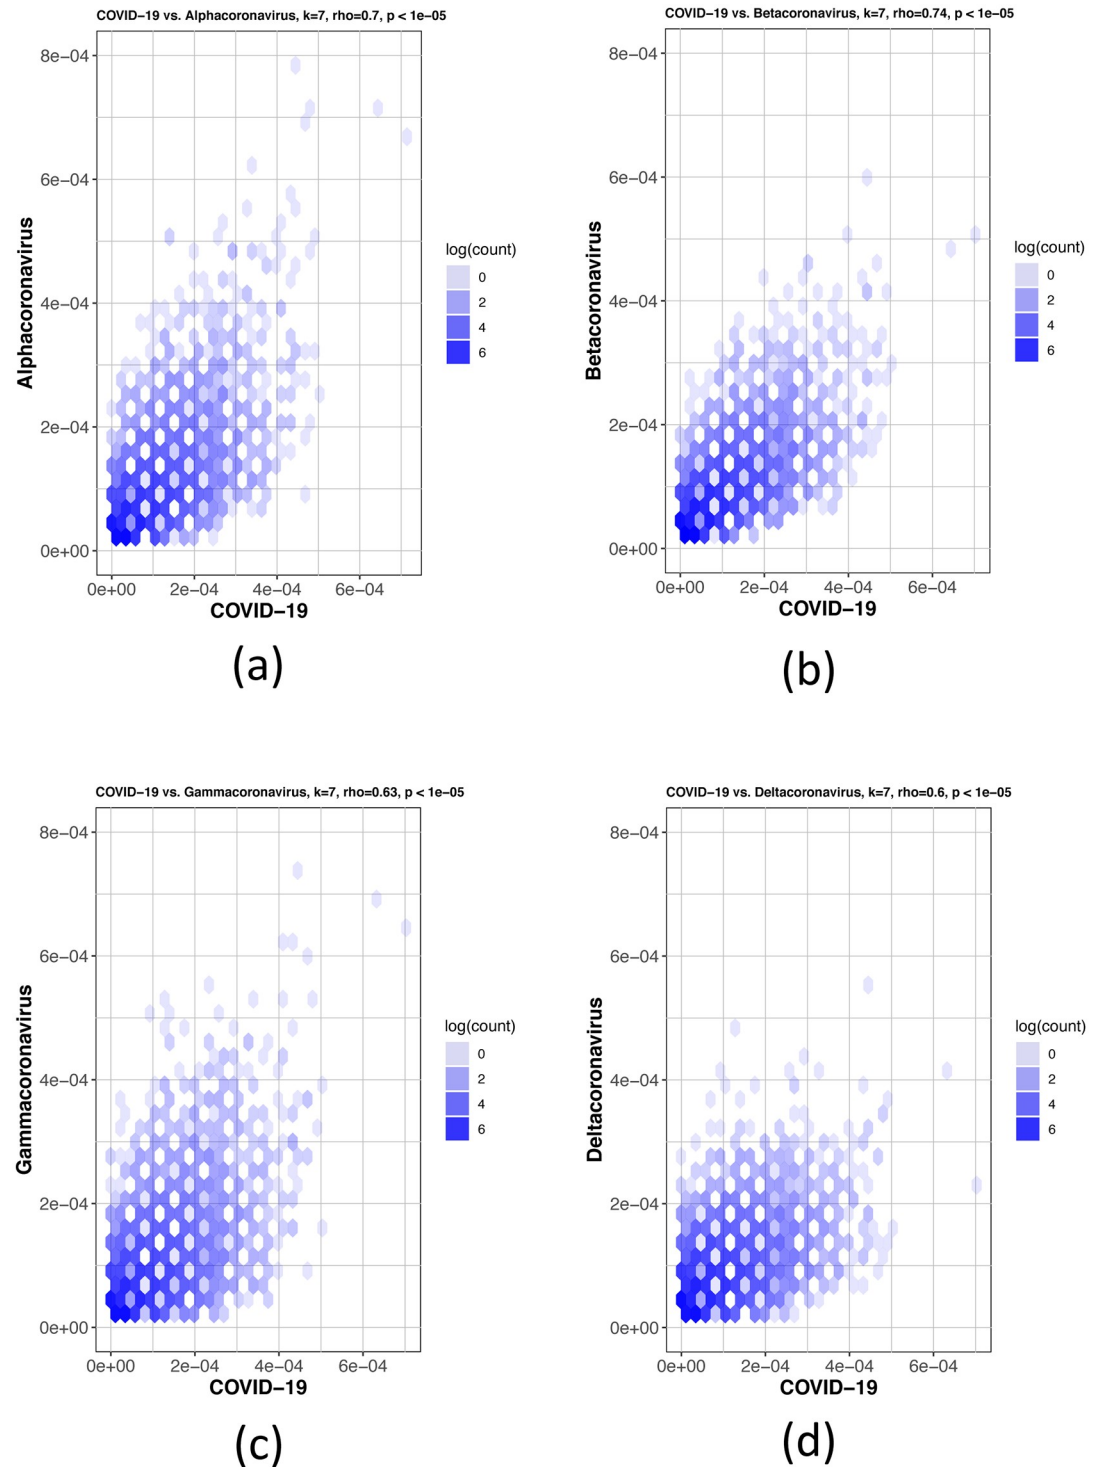 COVID−19 vs. Alphacoronavirus, k=7, rho=0.7, p < 1e−05
8e−04
6e−04
4e−04
2e−04
0e+00
Alphacoronavirus
0e+00 2e−04 4e−04 6e−04
COVID−19
log(count)
0
2
4
6
(a)
COVID−19 vs. Betacoronavirus, k=7, rho=0.74, p < 1e−05
8e−04
6e−04
4e−04
2e−04
0e+00
Betacoronavirus
0e+00 2e−04 4e−04 6e−04
COVID−19
log(count)
0
2
4
6
(b)
COVID−19 vs. Gammacoronavirus, k=7, rho=0.63, p < 1e−05
8e−04
6e−04
4e−04
2e−04
0e+00
Gammacoronavirus
0e+00 2e−04 4e−04 6e−04
COVID−19
log(count)
0
2
4
6
(c)
COVID−19 vs. Deltacoronavirus, k=7, rho=0.6, p < 1e−05
8e−04
6e−04
4e−04
2e−04
0e+00
Deltacoronavirus
0e+00 2e−04 4e−04 6e−04
COVID−19
log(count)
0
2
4
6
(d)